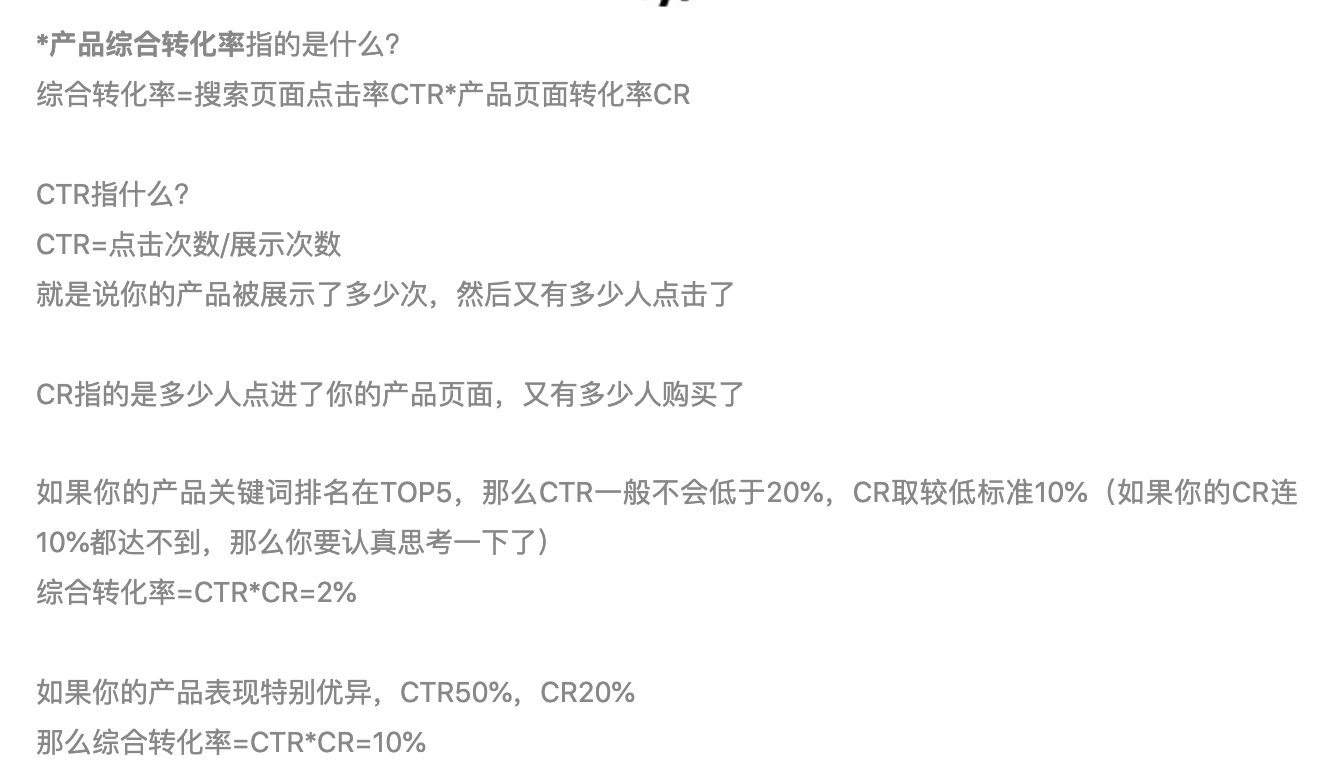 *产品综合转化率指的是什么?
综合转化率=搜索页面点击率CTR*产品页面转化率CR
CTR指什么?
CTR=点击次数/展示次数
就是说你的产品被展示了多少次，然后又有多少人点击了
CR指的是多少人点进了你的产品页面，又有多少人购买了
如果你的产品关键词排名在TOP5，那么CTR一般不会低于20%，CR取较低标准10%（如果你的CR连
10%都达不到，那么你要认真思考一下了）
综合转化率=CTR*CR=2%
如果你的产品表现特别优异，CTR50%，CR20%
那么综合转化率=CTR*CR=10%